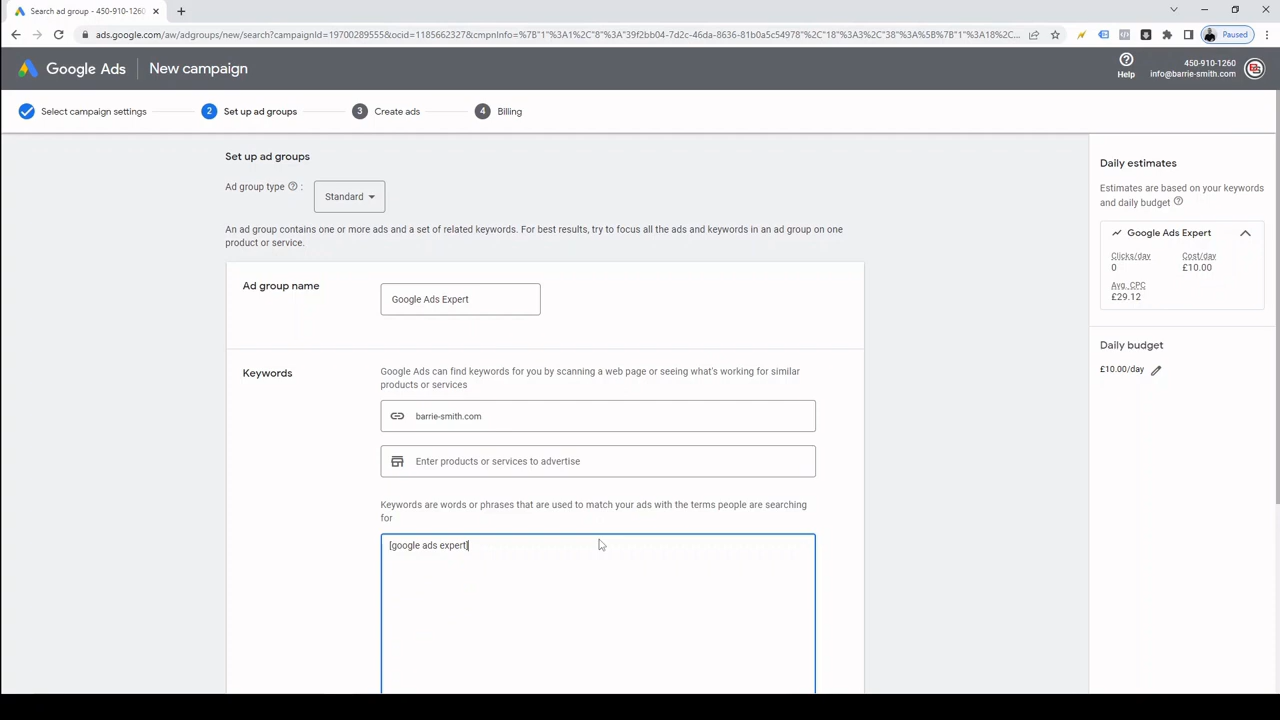 Search ad group - 450-910-1260
ads.google.com/aw/adgroups/new/search?campaignId=19700289555&ocid=1185662327&cmpnInfo=%7B"1"%3A1%2C"8"%3A"39f2bb04-7d2c-46da-8636-81b0a5c54978"%2C"18"%3A3%2C"38"%3A%5B%7B"1"%3A18%2C...
Paused
Google Ads
New campaign
Help
450-910-1260
info@barrie-smith.com
Select campaign settings
2
Set up ad groups
3
Create ads
4
Billing
Set up ad groups
Ad group type
:
Standard
An ad group contains one or more ads and a set of related keywords. For best results, try to focus all the ads and keywords in an ad group on one
product or service.
Ad group name
Google Ads Expert
Keywords
Google Ads can find keywords for you by scanning a web page or seeing what's working for similar
products or services
barrie-smith.com
Enter products or services to advertise
Keywords are words or phrases that are used to match your ads with the terms people are searching
for
[google ads expert]
Daily estimates
Estimates are based on your keywords
and daily budget
Google Ads Expert
Clicks/day
Cost/day
0
£10.00
Avg. CPC
£29.12
Daily budget
£10.00/day